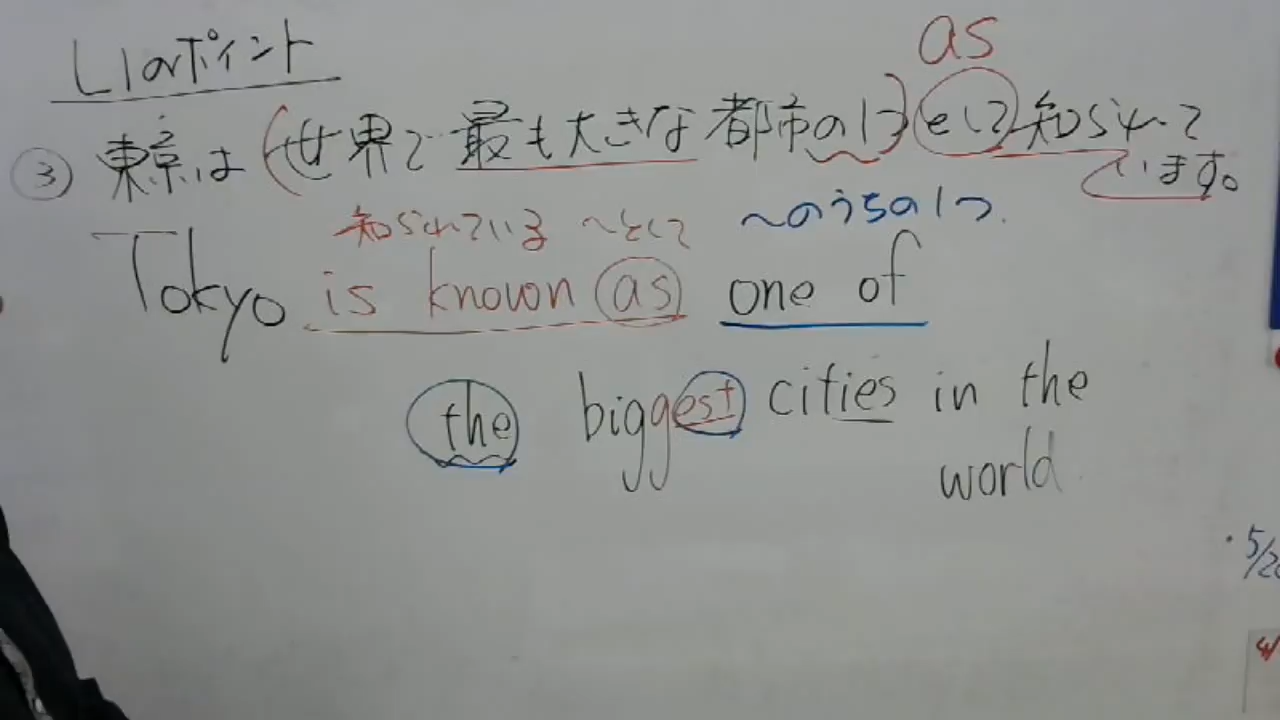 L1のポイント
as
③ 東京は(世界で最も大きな都市の1つ)として知られて
います。
知られている 〜として 〜のうちの1つ.
Tokyo is known as one of
the biggest cities in the
world.
5/2